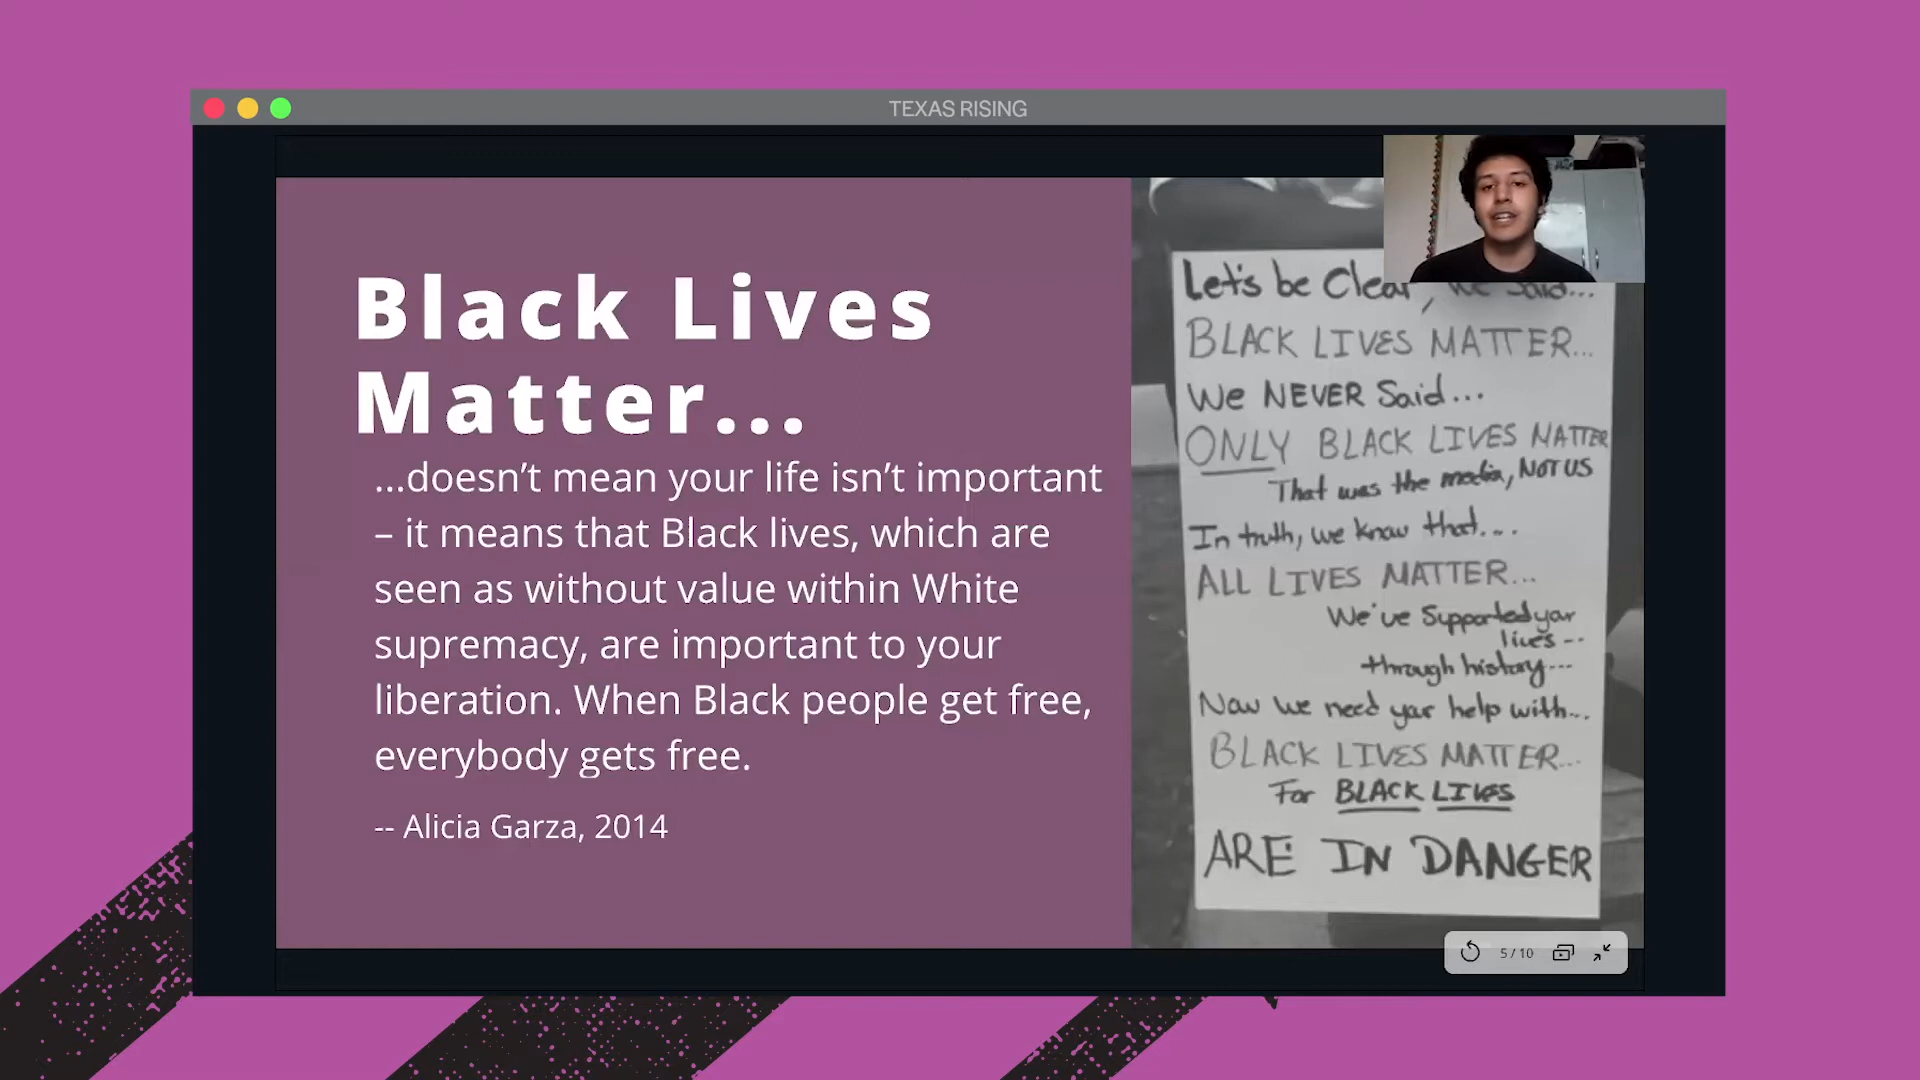 TEXAS RISING
Black Lives
Matter...
...doesn't mean your life isn't important
– it means that Black lives, which are
seen as without value within White
supremacy, are important to your
liberation. When Black people get free,
everybody gets free.
-- Alicia Garza, 2014
Let's be Clear, we said...
BLACK LIVES MATTER...
We NEVER Said...
ONLY BLACK LIVES MATTER
That was the media, NOT US
In truth, we know that....
ALL LIVES MATTER...
We've Supported your
lives--
through history...
Now we need your help with...
BLACK LIVES MATTER...
For BLACK LIVES
ARE IN DANGER
5 / 10